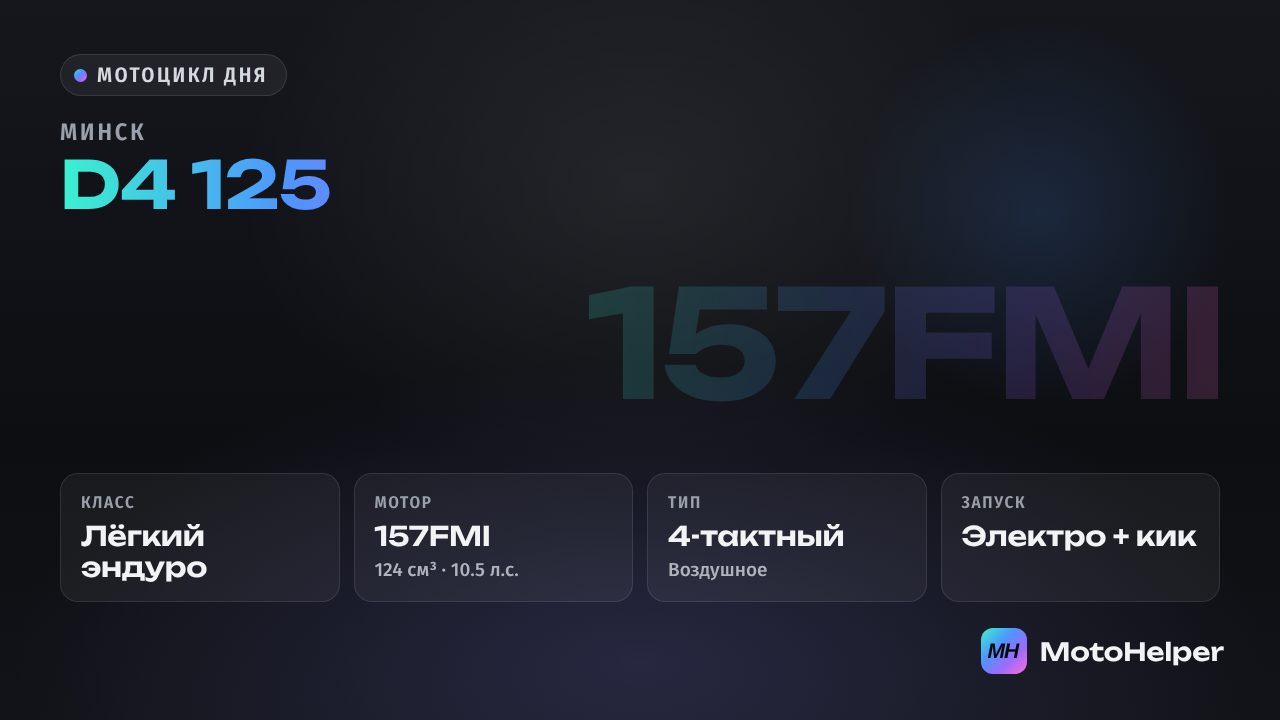 МОТОЦИКЛ ДНЯ
МИНСК
D4 125
157FMI
КЛАСС
Лёгкий
эндуро
МОТОР
157FMI
124 см³ · 10.5 л.с.
ТИП
4-тактный
Воздушное
ЗАПУСК
Электро + кик
MH MotoHelper